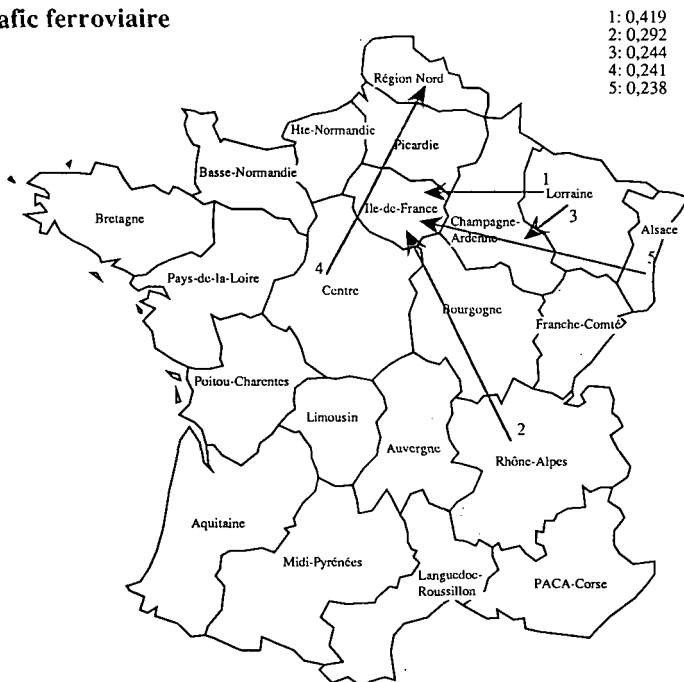 afic ferroviaire
1: 0,419
2: 0,292
3: 0,244
4: 0,241
5: 0,238
Région Nord
Hte-Normandie
Picardie
Basse-Normandie
1
Lorraine
Ile-de-France
3
Bretagne
Champagne-
Ardenne
Alsace
4
Pays-de-la-Loire
5
Centre
Bourgogne
Franche-Comté
Poitou-Charentes
Limousin
2
Auvergne
Rhône-Alpes
Aquitaine
Midi-Pyrénées
Languedoc-
Roussillon
PACA-Corse